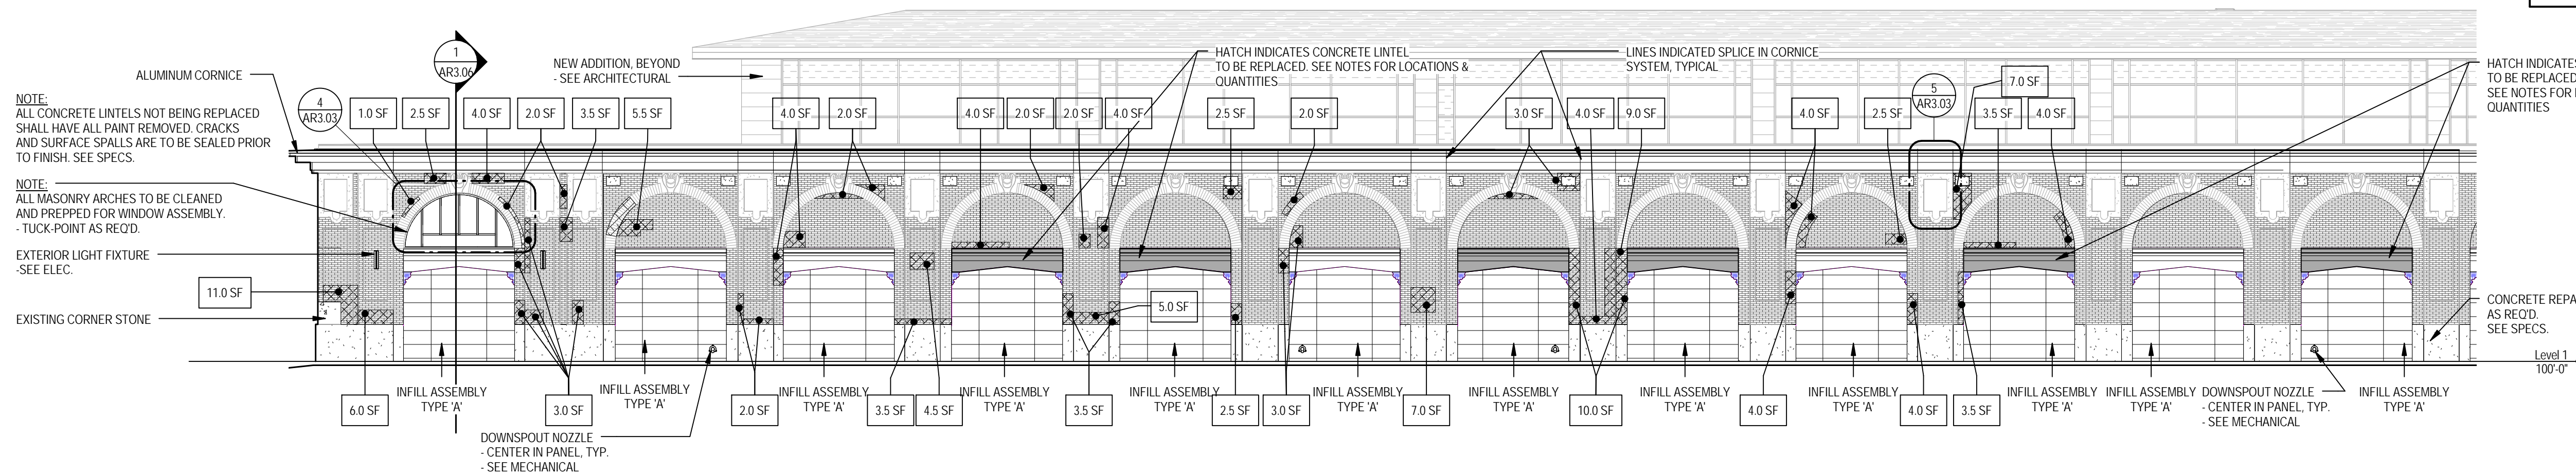 ALUMINUM CORNICE
1
AR3.06
NEW ADDITION, BEYOND
- SEE ARCHITECTURAL
HATCH INDICATES CONCRETE LINTEL
TO BE REPLACED. SEE NOTES FOR LOCATIONS &
QUANTITIES
LINES INDICATED SPLICE IN CORNICE
SYSTEM, TYPICAL
5
AR3.03
7.0 SF
HATCH INDICATES
TO BE REPLACED
SEE NOTES FOR
QUANTITIES
NOTE:
ALL CONCRETE LINTELS NOT BEING REPLACED
SHALL HAVE ALL PAINT REMOVED. CRACKS
AND SURFACE SPALLS ARE TO BE SEALED PRIOR
TO FINISH. SEE SPECS.
4
AR3.03
1.0 SF
2.5 SF
4.0 SF
2.0 SF
3.5 SF
5.5 SF
4.0 SF
2.0 SF
4.0 SF
2.0 SF
2.0 SF
4.0 SF
2.5 SF
2.0 SF
3.0 SF
4.0 SF
9.0 SF
4.0 SF
2.5 SF
3.5 SF
4.0 SF
NOTE:
ALL MASONRY ARCHES TO BE CLEANED
AND PREPPED FOR WINDOW ASSEMBLY.
- TUCK-POINT AS REQ'D.
EXTERIOR LIGHT FIXTURE
-SEE ELEC.
11.0 SF
EXISTING CORNER STONE
5.0 SF
CONCRETE REPA
AS REQ'D.
SEE SPECS.
Level 1
100'-0"
6.0 SF
INFILL ASSEMBLY
TYPE 'A'
3.0 SF
INFILL ASSEMBLY
TYPE 'A'
2.0 SF
INFILL ASSEMBLY
TYPE 'A'
3.5 SF
4.5 SF
INFILL ASSEMBLY
TYPE 'A'
3.5 SF
INFILL ASSEMBLY
TYPE 'A'
2.5 SF
3.0 SF
INFILL ASSEMBLY
TYPE 'A'
7.0 SF
INFILL ASSEMBLY
TYPE 'A'
10.0 SF
INFILL ASSEMBLY
TYPE 'A'
4.0 SF
INFILL ASSEMBLY
TYPE 'A'
4.0 SF
3.5 SF
INFILL ASSEMBLY
TYPE 'A'
INFILL ASSEMBLY
TYPE 'A'
DOWNSPOUT NOZZLE
- CENTER IN PANEL, TYP.
- SEE MECHANICAL
INFILL ASSEMBLY
TYPE 'A'
DOWNSPOUT NOZZLE
- CENTER IN PANEL, TYP.
- SEE MECHANICAL